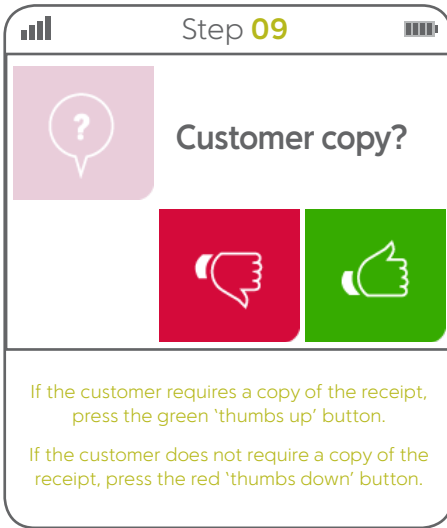 Step 09
?
Customer copy?
If the customer requires a copy of the receipt,
press the green ‘thumbs up’ button.
If the customer does not require a copy of the
receipt, press the red ‘thumbs down’ button.